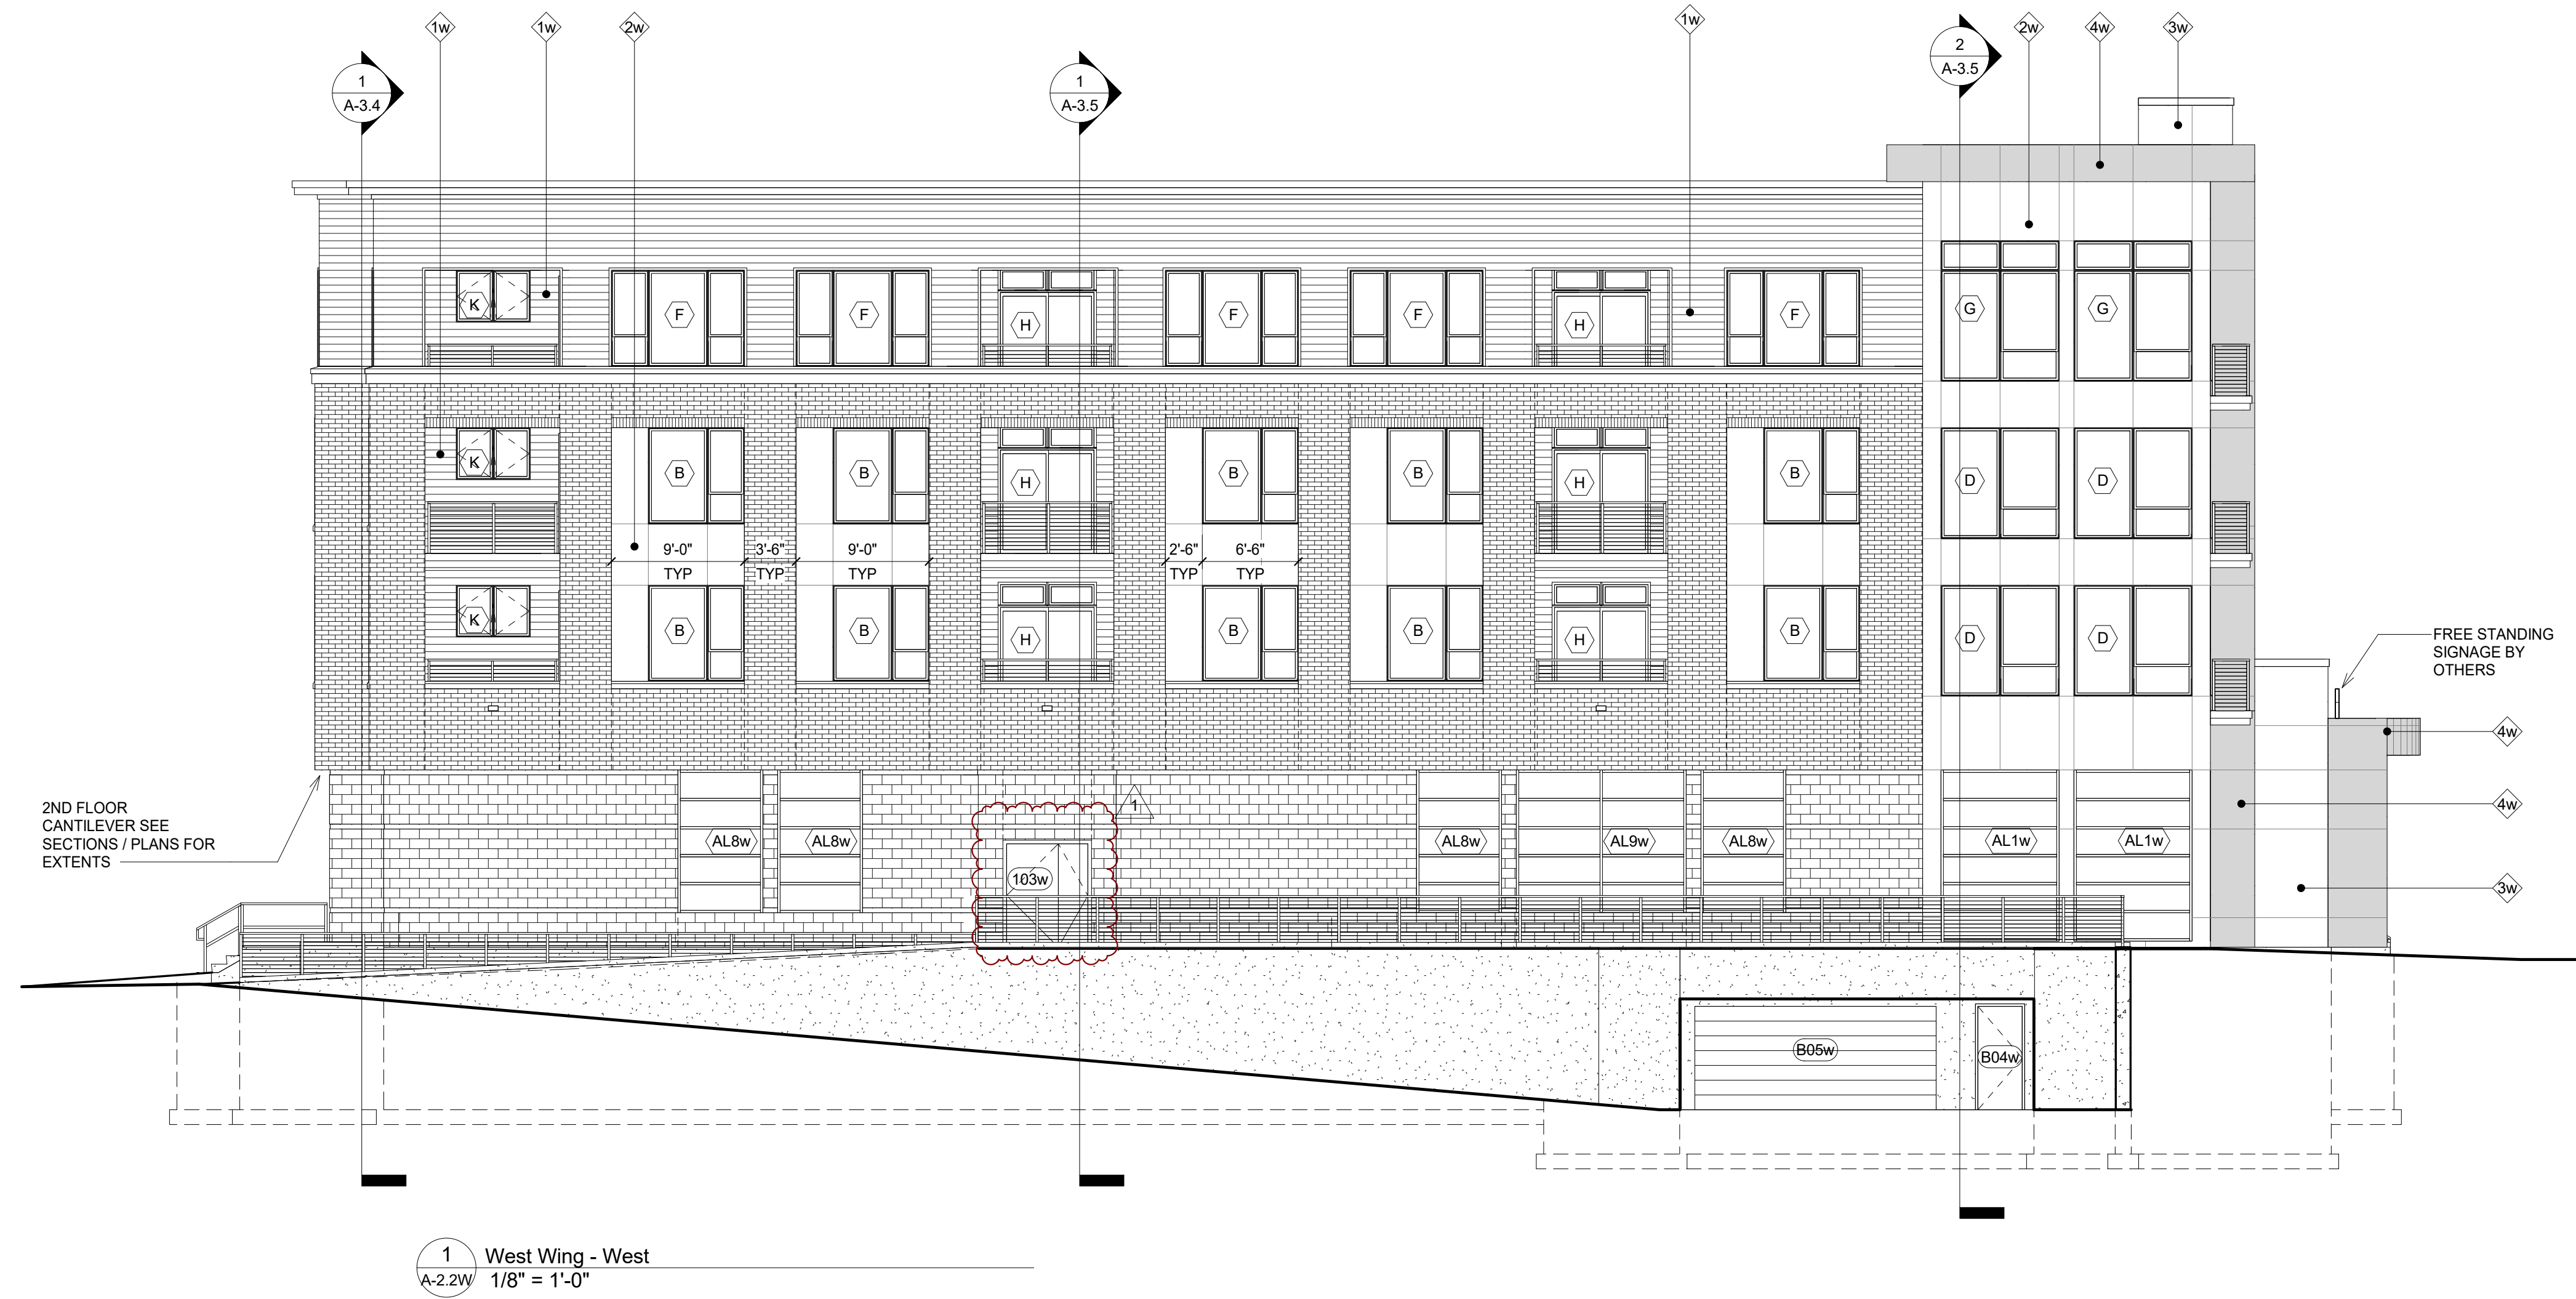 1w
1w
2w
1w
2w
4w
3w
1
A-3.4
1
A-3.5
2
A-3.5
K
F
F
H
F
F
H
F
G
G
K
B
B
H
B
B
H
B
D
D
9'-0"
TYP
3'-6"
TYP
9'-0"
TYP
2'-6"
TYP
6'-6"
TYP
K
B
B
H
B
B
H
B
D
D
FREE STANDING
SIGNAGE BY
OTHERS
4w
4w
3w
2ND FLOOR
CANTILEVER SEE
SECTIONS / PLANS FOR
EXTENTS
1
AL8w
AL8w
103w
AL8w
AL9w
AL8w
AL1w
AL1w
B05w
B04w
1
A-2.2W
West Wing - West
1/8" = 1'-0"